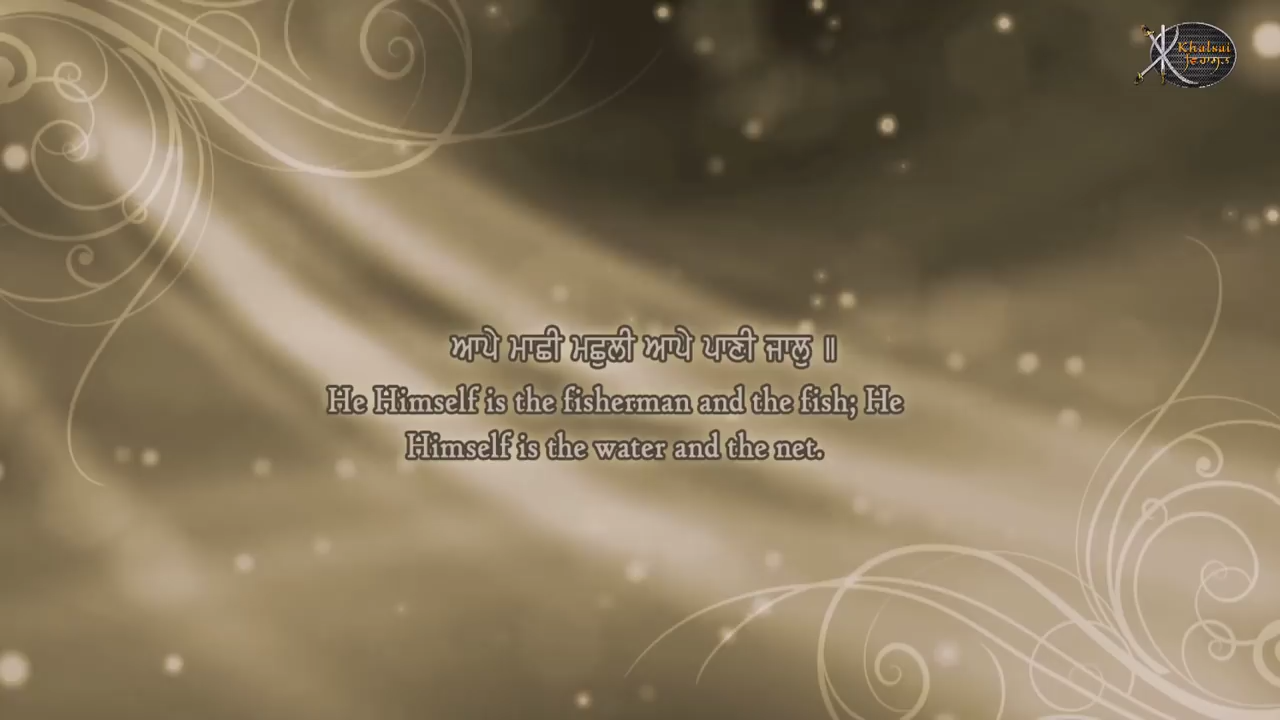 Khalsai
ਆਪੇ ਮਾਛੀ ਮਛੁਲੀ ਆਪੇ ਪਾਣੀ ਜਾਲੁ ॥
He Himself is the fisherman and the fish; He
Himself is the water and the net.